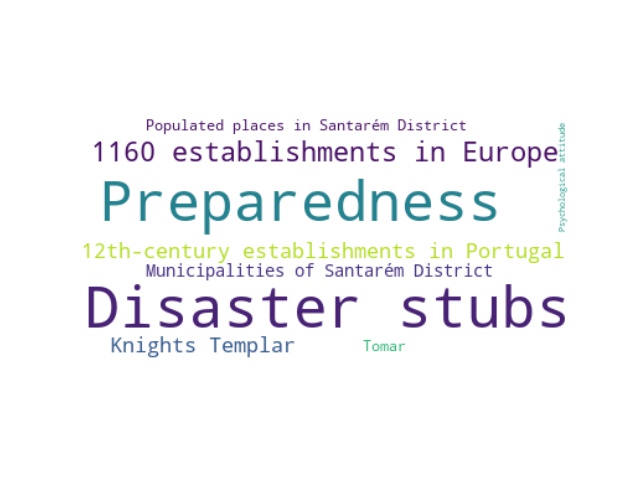 Populated places in Santarém District
1160 establishments in Europe
Psychological attitude
Preparedness
12th-century establishments in Portugal
Municipalities of Santarém District
Disaster stubs
Knights Templar
Tomar